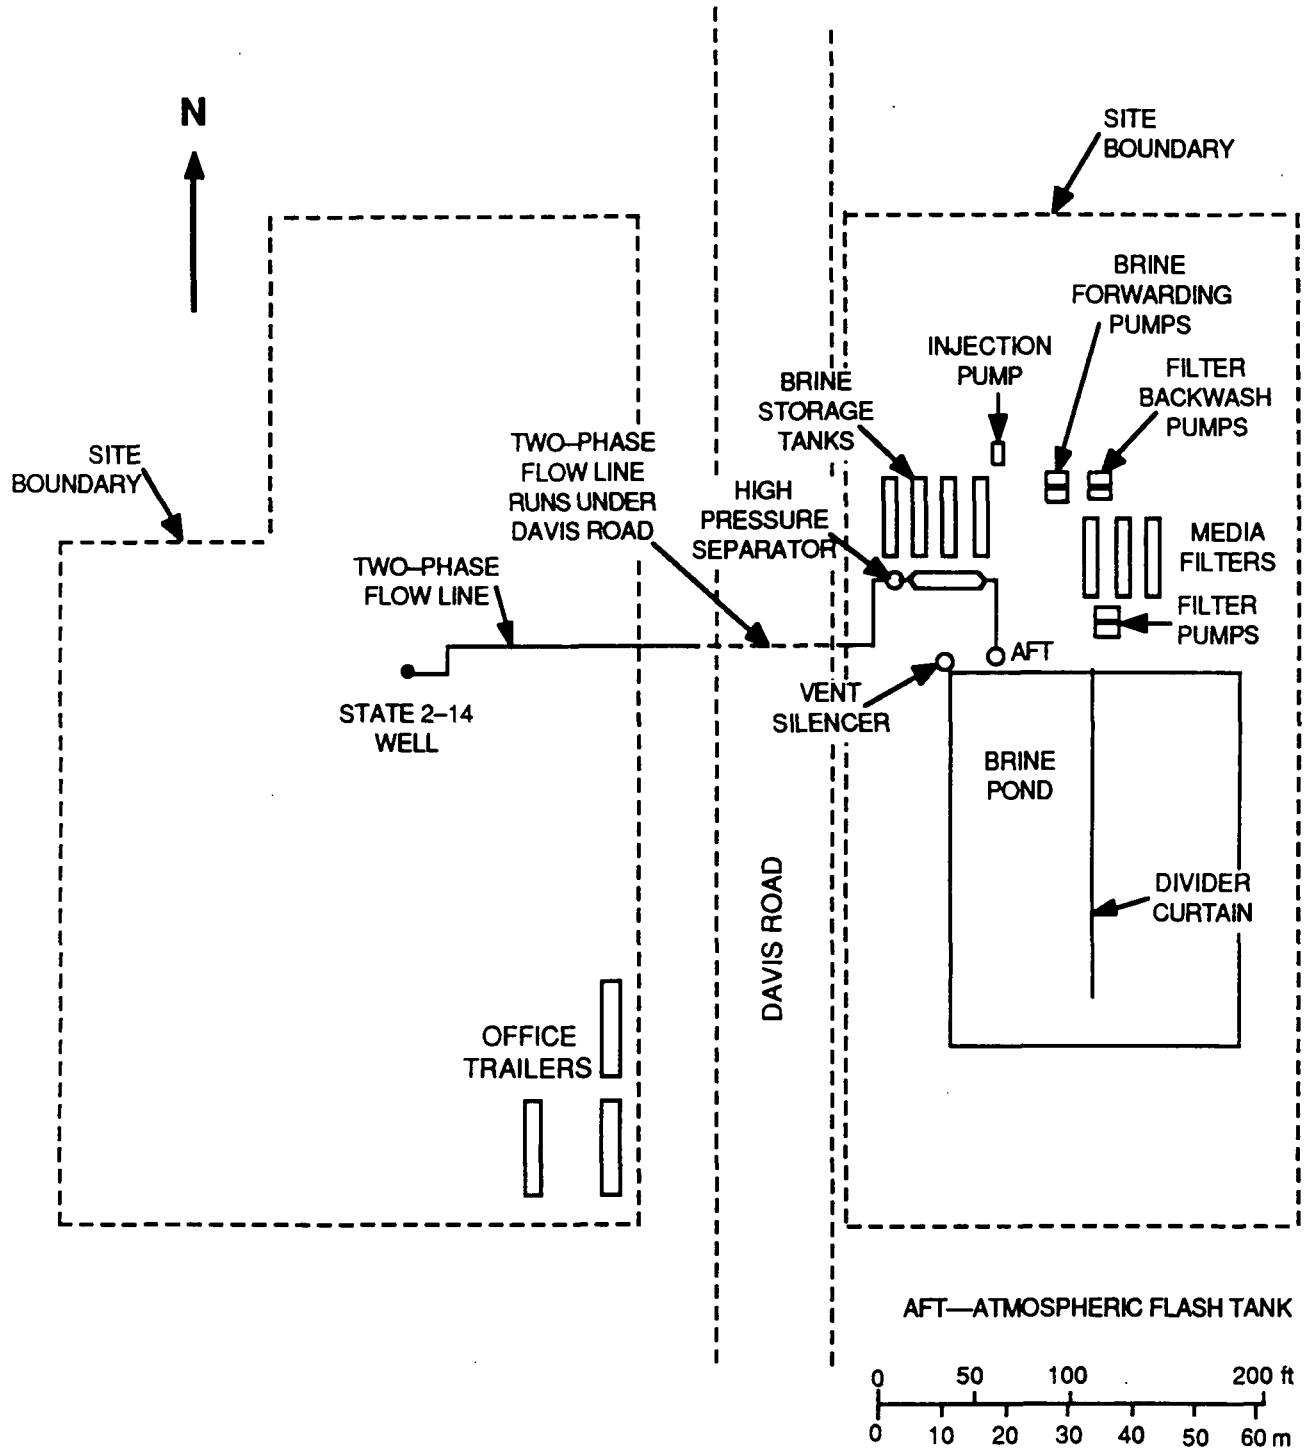 N
SITE
BOUNDARY
BRINE
FORWARDING
PUMPS
INJECTION
PUMP
FILTER
BACKWASH
PUMPS
BRINE
STORAGE
TANKS
TWO–PHASE
FLOW LINE
RUNS UNDER
DAVIS ROAD
SITE
BOUNDARY
HIGH
PRESSURE
SEPARATOR
MEDIA
FILTERS
TWO–PHASE
FLOW LINE
FILTER
PUMPS
AFT
VENT
SILENCER
STATE 2–14
WELL
BRINE
POND
DAVIS ROAD
DIVIDER
CURTAIN
OFFICE
TRAILERS
AFT—ATMOSPHERIC FLASH TANK
0 50 100 200 ft
0 10 20 30 40 50 60 m